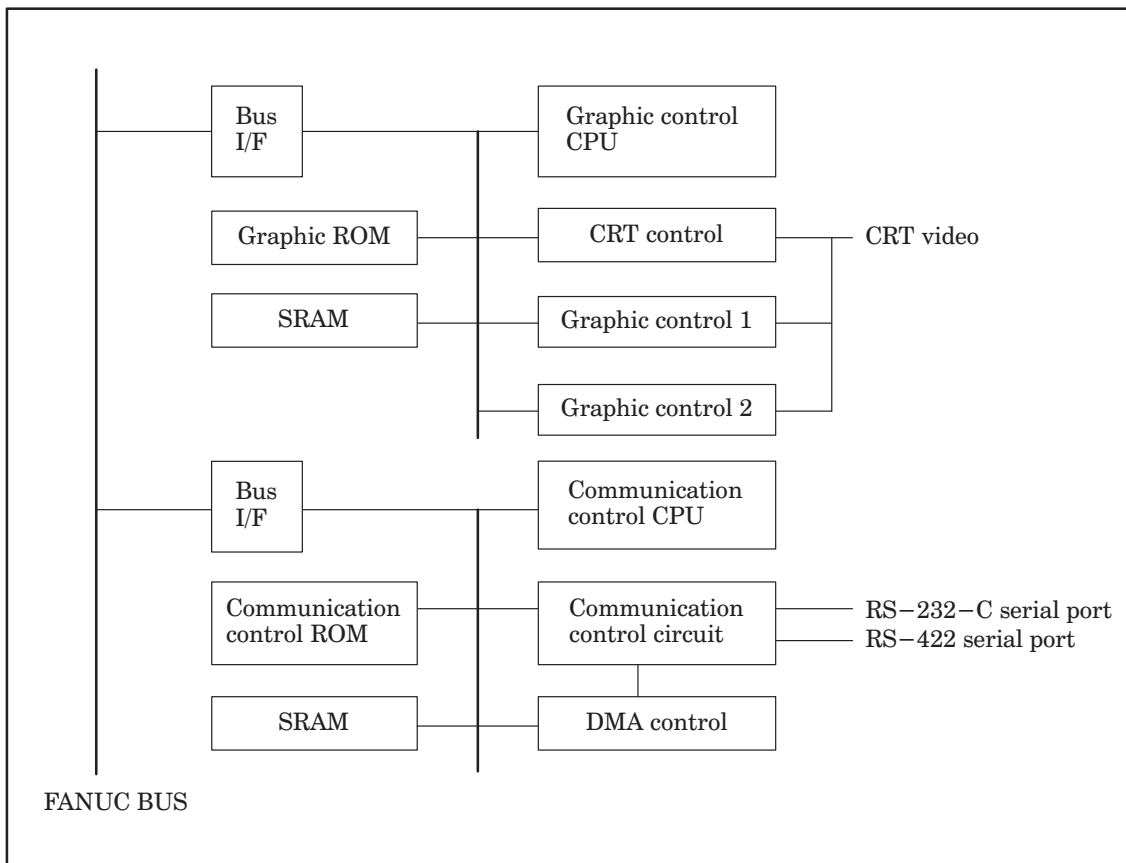 Bus
I/F
Graphic control
CPU
Graphic ROM
CRT control
CRT video
SRAM
Graphic control 1
Graphic control 2
Bus
I/F
Communication
control CPU
Communication
control ROM
Communication
control circuit
RS−232−C serial port
RS−422 serial port
SRAM
DMA control
FANUC BUS